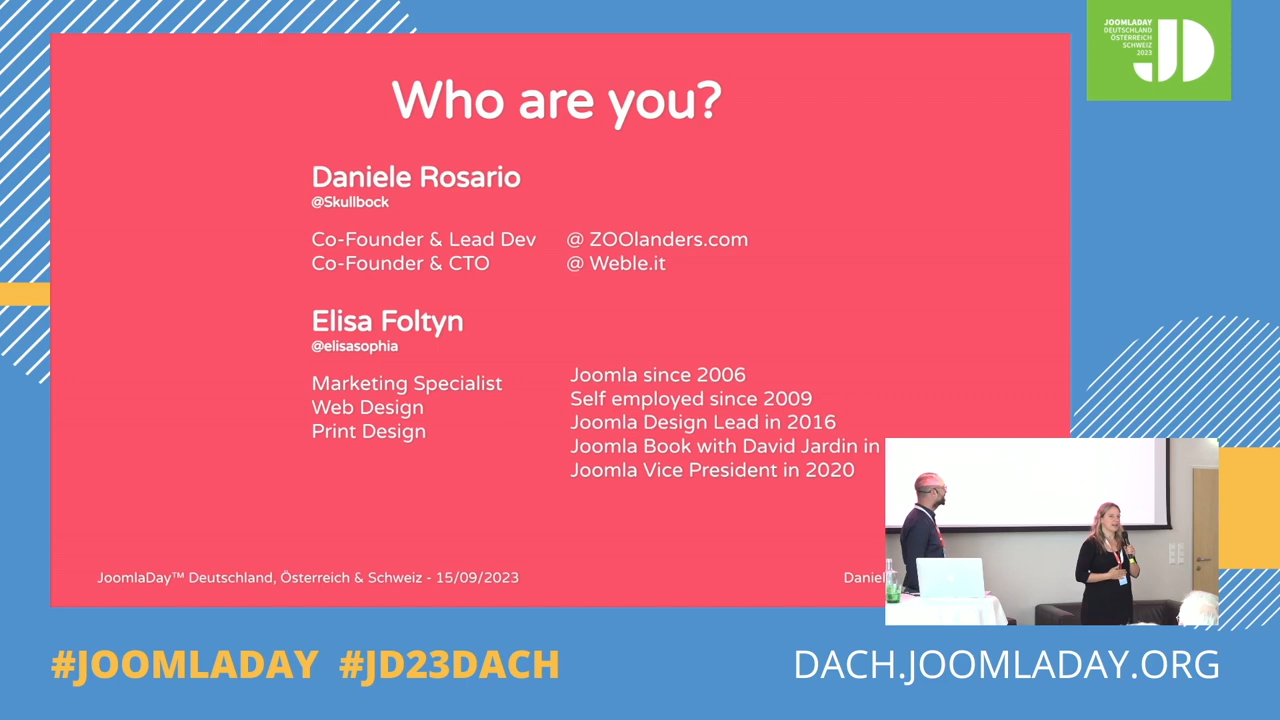 JOOMLADAY
DEUTSCHLAND
ÖSTERREICH
SCHWEIZ
2023
JD
Who are you?
Daniele Rosario
@Skullbock
Co-Founder & Lead Dev @ ZOOlanders.com
Co-Founder & CTO @ Weble.it
Elisa Foltyn
@elisasophia
Marketing Specialist
Web Design
Print Design
Joomla since 2006
Self employed since 2009
Joomla Design Lead in 2016
Joomla Book with David Jardin in
Joomla Vice President in 2020
JoomlaDay™ Deutschland, Österreich & Schweiz - 15/09/2023
Daniel
#JOOMLADAY #JD23DACH
DACH.JOOMLADAY.ORG